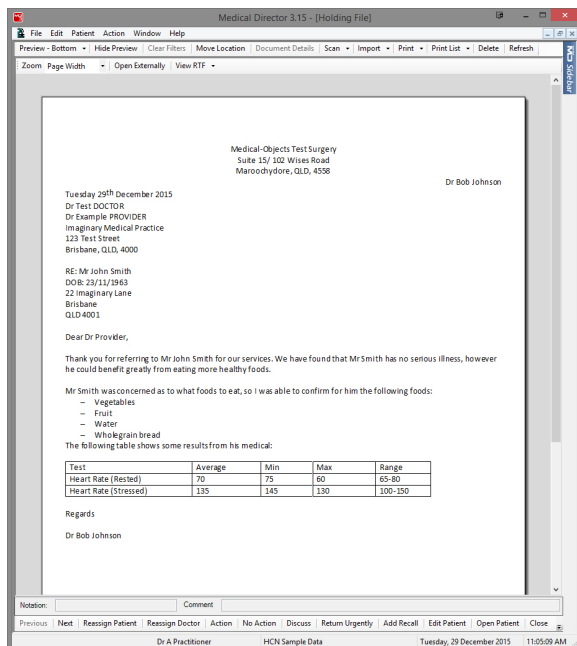 Medical Director 3.15 - [Holding File]
File Edit Patient Action Window Help
Preview - Bottom Hide Preview Clear Filters Move Location Document Details Scan Import Print Print List Delete Refresh
Zoom Page Width Open Externally View RTF
MD Sidebar
Medical-Objects Test Surgery
Suite 15/ 102 Wises Road
Maroochydore, QLD, 4558
Dr Bob Johnson
Tuesday 29th December 2015
Dr Test DOCTOR
Dr Example PROVIDER
Imaginary Medical Practice
123 Test Street
Brisbane, QLD, 4000
RE: Mr John Smith
DOB: 23/11/1963
22 Imaginary Lane
Brisbane
QLD 4001
Dear Dr Provider,
Thank you for referring to Mr John Smith for our services. We have found that Mr Smith has no serious illness, however
he could benefit greatly from eating more healthy foods.
Mr Smith was concerned as to what foods to eat, so I was able to confirm for him the following foods:
– Vegetables
– Fruit
– Water
– Wholegrain bread
The following table shows some results from his medical:
Test Average Min Max Range
Heart Rate (Rested) 70 75 60 65-80
Heart Rate (Stressed) 135 145 130 100-150
Regards
Dr Bob Johnson
Notation: Comment
Previous Next Reassign Patient Reassign Doctor Action No Action Discuss Return Urgently Add Recall Edit Patient Open Patient Close
Dr A Practitioner HCN Sample Data Tuesday, 29 December 2015 11:05:09 AM